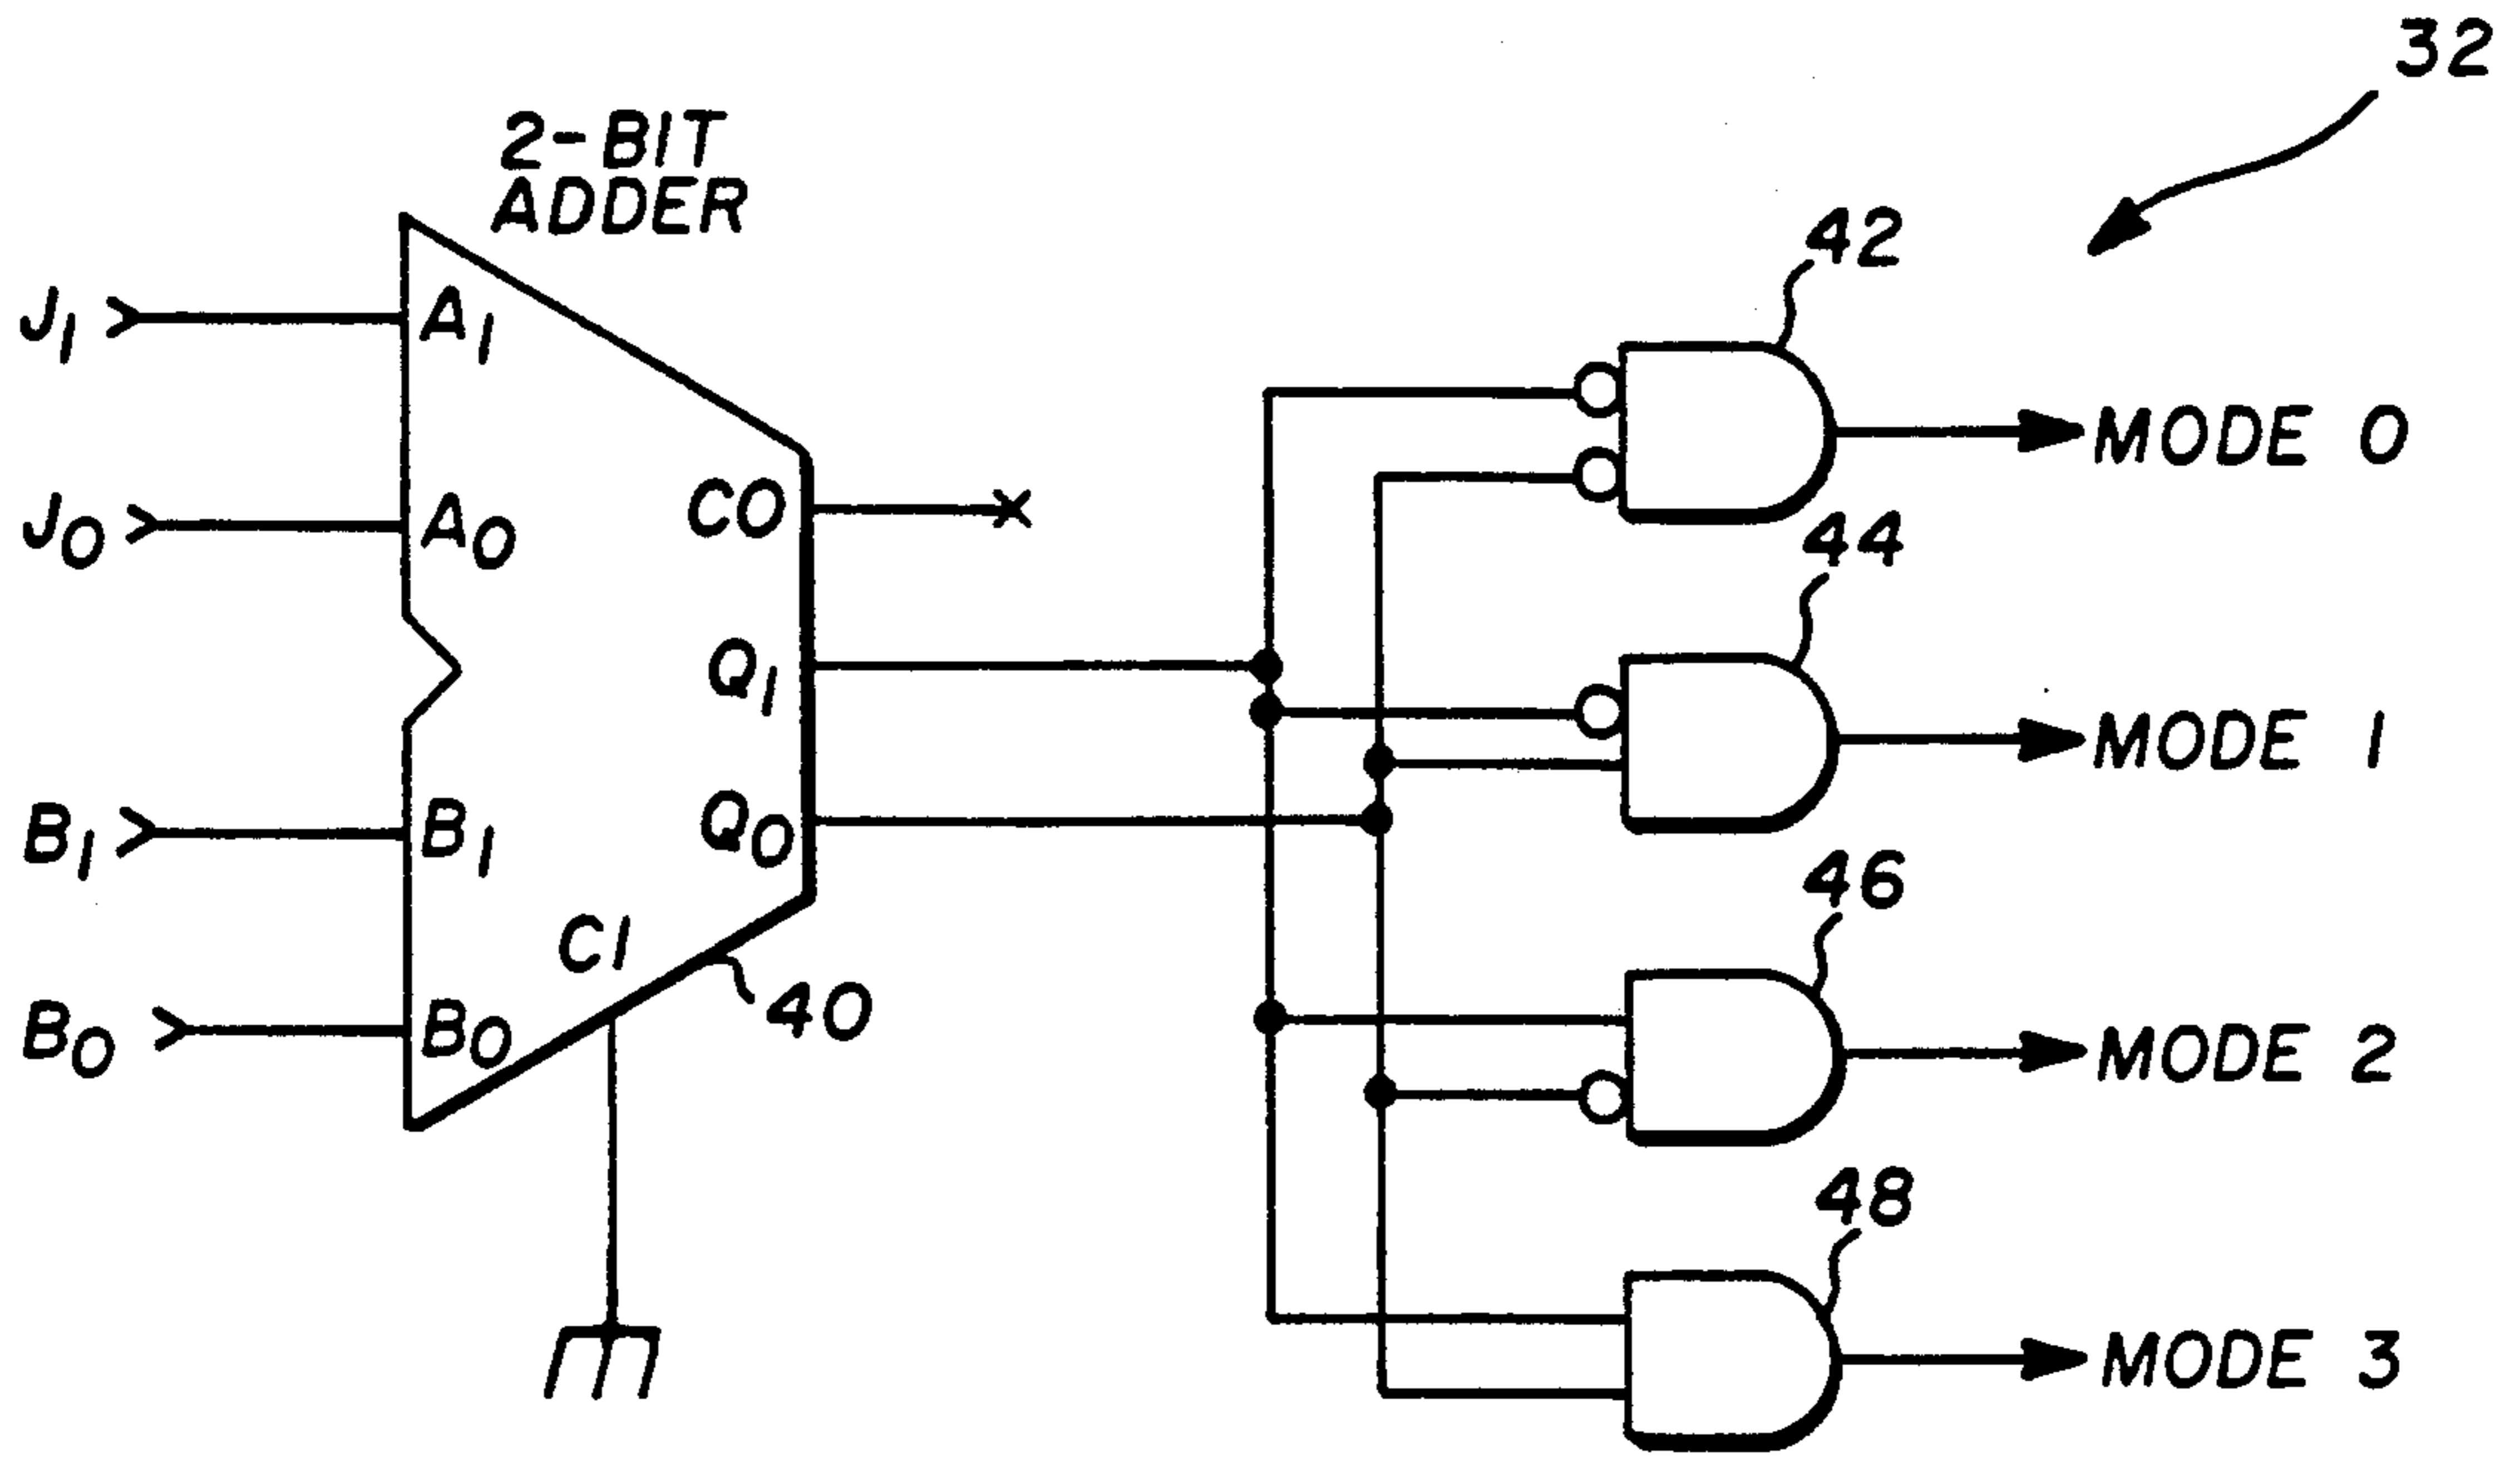 32
2-BIT
ADDER
42
J1 A1
MODE 0
J0 A0
CO
44
Q1
MODE 1
B1 B1
Q0
46
CI
40
B0 B0
MODE 2
48
MODE 3